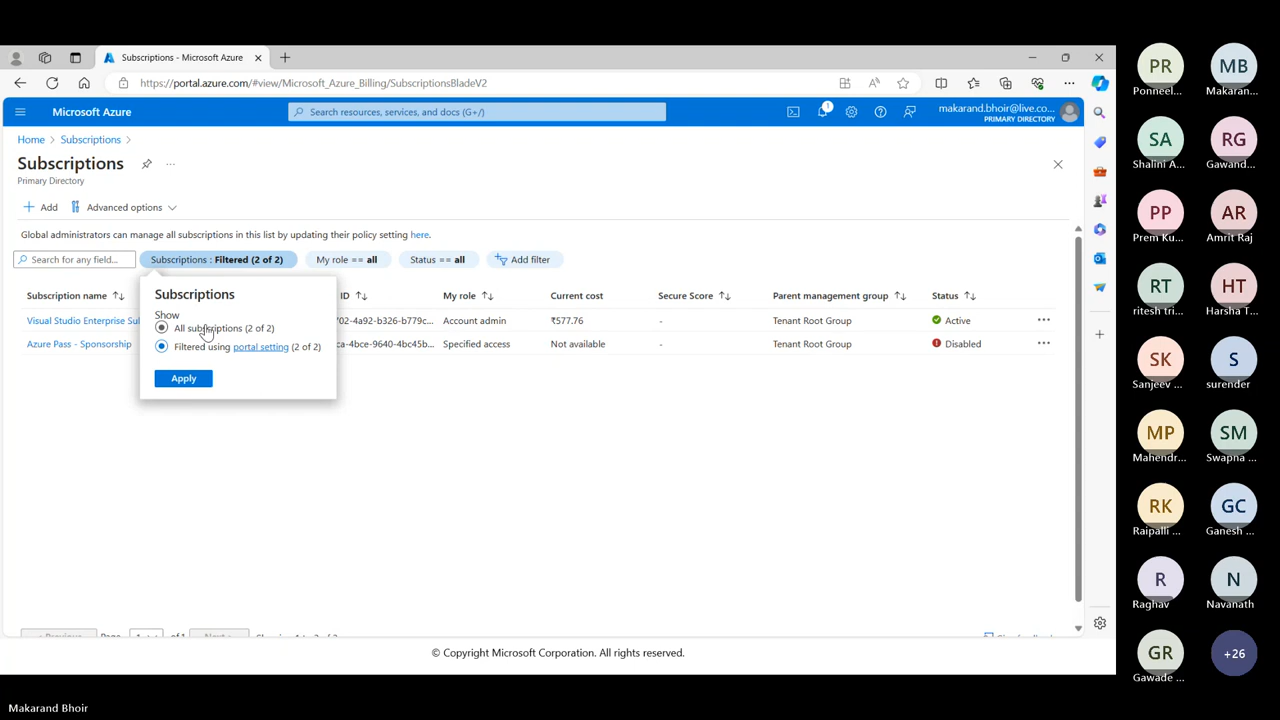 Subscriptions - Microsoft Azure
https://portal.azure.com/#view/Microsoft_Azure_Billing/SubscriptionsBladeV2
Microsoft Azure
Search resources, services, and docs (G+/)
1
makarand.bhoir@live.co...
PRIMARY DIRECTORY
Home > Subscriptions >
Subscriptions
Primary Directory
Add
Advanced options
Global administrators can manage all subscriptions in this list by updating their policy setting here.
Search for any field...
Subscriptions : Filtered (2 of 2)
My role == all
Status == all
Add filter
Subscription name
ID
My role
Current cost
Secure Score
Parent management group
Status
Visual Studio Enterprise Sul
702-4a92-b326-b779c...
Account admin
₹577.76
-
Tenant Root Group
Active
...
Azure Pass - Sponsorship
ca-4bce-9640-4bc45b...
Specified access
Not available
-
Tenant Root Group
Disabled
...
Subscriptions
Show
All subscriptions (2 of 2)
Filtered using portal setting (2 of 2)
Apply
Page
of 1
© Copyright Microsoft Corporation. All rights reserved.
PR
Ponneel...
MB
Makaran...
SA
Shalini A...
RG
Gawand...
PP
Prem Ku...
AR
Amrit Raj
RT
ritesh tri...
HT
Harsha T...
SK
Sanjeev ...
S
surender
MP
Mahendr...
SM
Swapna ...
RK
Raipalli ...
GC
Ganesh ...
R
Raghav
N
Navanath
GR
Gawade ...
+26
Makarand Bhoir